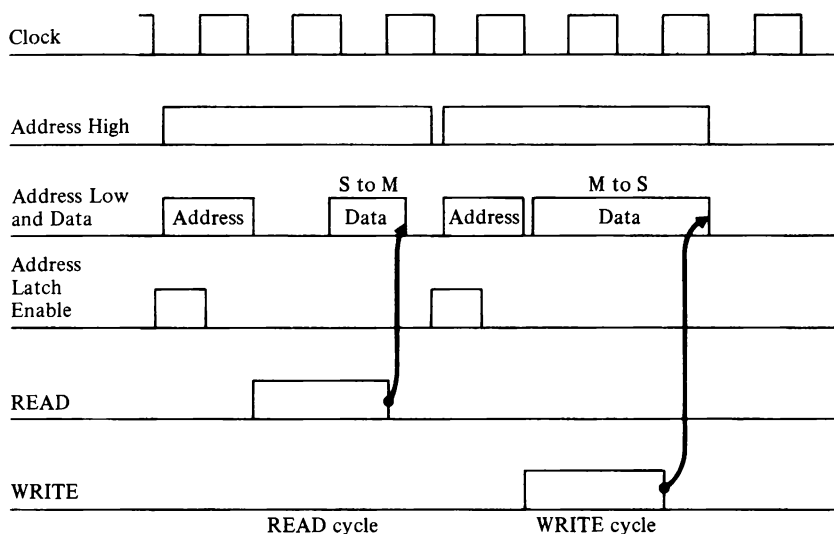 Clock
Address High
S to M
M to S
Address Low
and Data
Address
Data
Address
Data
Address
Latch
Enable
READ
WRITE
READ cycle
WRITE cycle